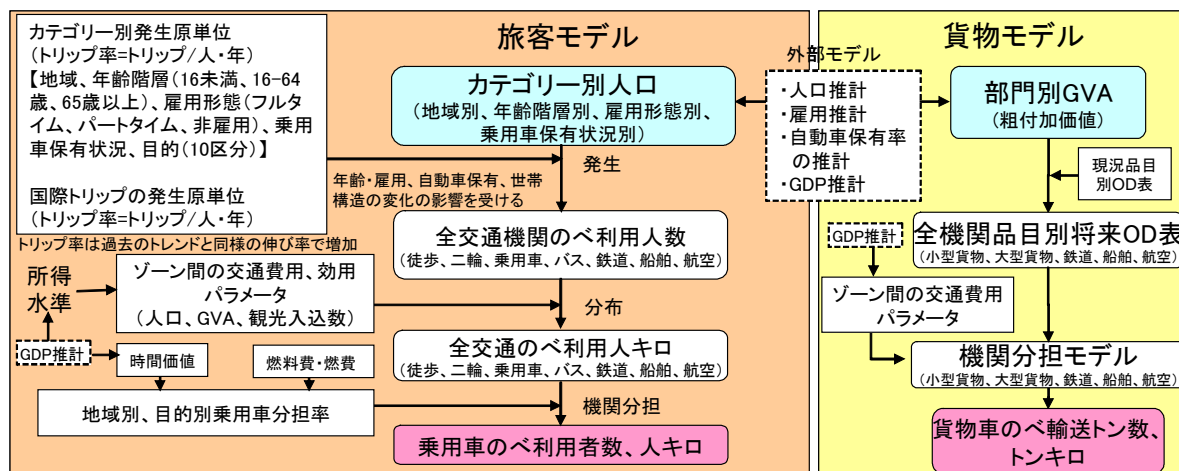 カテゴリー別発生原単位
(トリップ率=トリップ/人・年)
【地域、年齢階層(16未満、16-64
歳、65歳以上)、雇用形態(フルタ
イム、パートタイム、非雇用)、乗用
車保有状況、目的(10区分)】
国際トリップの発生原単位
(トリップ率=トリップ/人・年)
トリップ率は過去のトレンドと同様の伸び率で増加
旅客モデル
カテゴリー別人口
(地域別、年齢階層別、雇用形態別、
乗用車保有状況別)
発生
年齢・雇用、自動車保有、世帯
構造の変化の影響を受ける
全交通機関のべ利用人数
(徒歩、二輪、乗用車、バス、鉄道、船舶、航空)
所得
水準
ゾーン間の交通費用、効用
パラメータ
(人口、GVA、観光入込数)
分布
GDP推計
時間価値
燃料費・燃費
全交通のべ利用人キロ
(徒歩、二輪、乗用車、バス、鉄道、船舶、航空)
地域別、目的別乗用車分担率
機関分担
乗用車のべ利用者数、人キロ
外部モデル
・人口推計
・雇用推計
・自動車保有率
の推計
・GDP推計
貨物モデル
部門別GVA
(粗付加価値)
現況品目
別OD表
GDP推計
全機関品目別将来OD表
(小型貨物、大型貨物、鉄道、船舶、航空)
ゾーン間の交通費用
パラメータ
機関分担モデル
(小型貨物、大型貨物、鉄道、船舶、航空)
貨物車のべ輸送トン数、
トンキロ